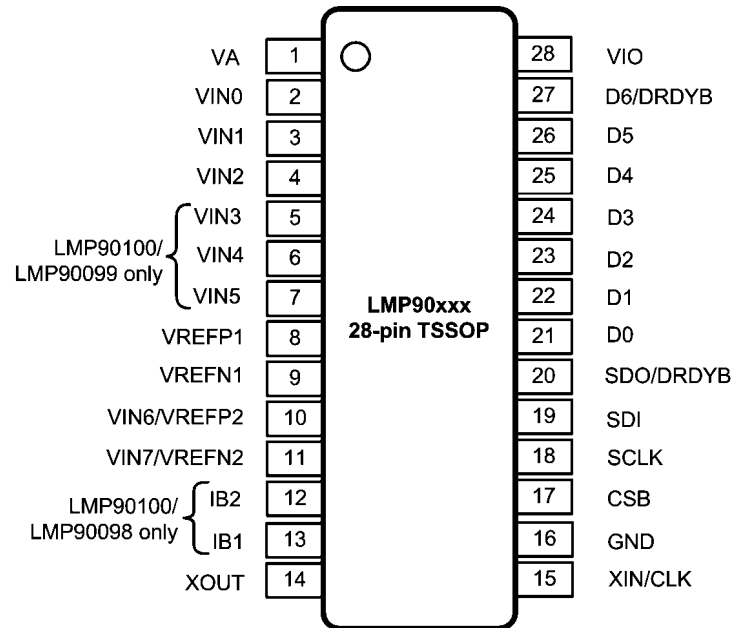 VA 1
VIN0 2
VIN1 3
VIN2 4
VIN3 5
VIN4 6
VIN5 7
LMP90100/
LMP90099 only
VREFP1 8
VREFN1 9
VIN6/VREFP2 10
VIN7/VREFN2 11
IB2 12
IB1 13
LMP90100/
LMP90098 only
XOUT 14
LMP90xxx
28-pin TSSOP
28 VIO
27 D6/DRDYB
26 D5
25 D4
24 D3
23 D2
22 D1
21 D0
20 SDO/DRDYB
19 SDI
18 SCLK
17 CSB
16 GND
15 XIN/CLK